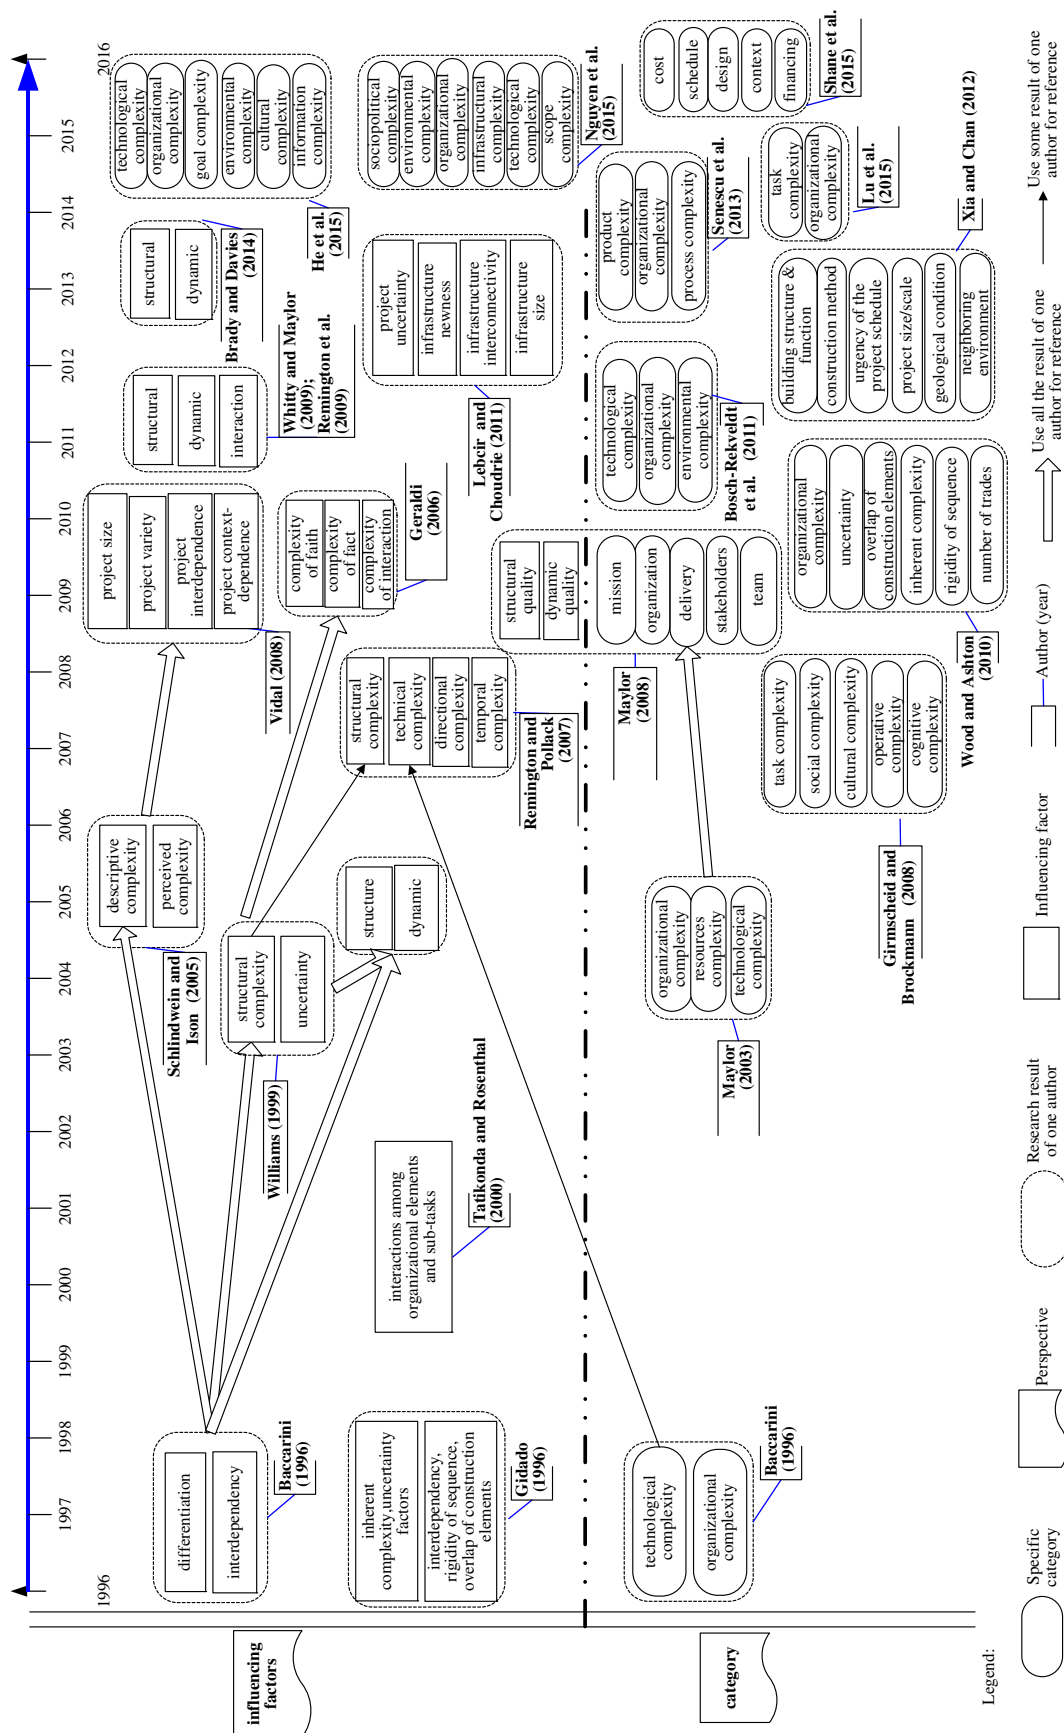 1996
1997
1998
1999
2000
2001
2002
2003
2004
2005
2006
2007
2008
2009
2010
2011
2012
2013
2014
2015
2016
influencing
factors
differentiation
interdependency
Baccarini
(1996)
inherent
complexity,uncertainty
factors
interdependency,
rigidity of sequence,
overlap of construction
elements
Gidado
(1996)
interactions among
organizational elements
and sub-tasks
Tatikonda and Rosenthal
(2000)
structural
complexity
uncertainty
Williams (1999)
descriptive
complexity
perceived
complexity
Schlindwein and
Ison (2005)
structure
dynamic
project size
project variety
project
interdependence
project context-
dependence
Vidal (2008)
complexity
of faith
complexity
of fact
complexity
of interaction
Geraldi
(2006)
structural
complexity
technical
complexity
directional
complexity
temporal
complexity
Remington and
Pollack
(2007)
structural
quality
dynamic
quality
mission
organization
delivery
stakeholders
team
Maylor
(2008)
structural
dynamic
interaction
Whitty and Maylor
(2009);
Remington et al.
(2009)
structural
dynamic
Brady and Davies
(2014)
project
uncertainty
infrastructure
newness
infrastructure
interconnectivity
infrastructure
size
Lebcir and
Choudrie (2011)
technological
complexity
organizational
complexity
goal complexity
environmental
complexity
cultural
complexity
information
complexity
He et al.
(2015)
sociopolitical
complexity
environmental
complexity
organizational
complexity
infrastructural
complexity
technological
complexity
scope
complexity
Nguyen et al.
(2015)
category
technological
complexity
organizational
complexity
Baccarini
(1996)
organizational
complexity
resources
complexity
technological
complexity
Maylor
(2003)
task complexity
social complexity
cultural complexity
operative
complexity
cognitive
complexity
Girmscheid and
Brockmann (2008)
organizational
complexity
uncertainty
overlap of
construction elements
inherent complexity
rigidity of sequence
number of trades
Wood and Ashton
(2010)
technological
complexity
organizational
complexity
environmental
complexity
Bosch-Rekveldt
et al. (2011)
building structure &
function
construction method
urgency of the
project schedule
project size/scale
geological condition
neighboring
environment
Xia and Chan (2012)
product
complexity
organizational
complexity
process complexity
Senescu et al.
(2013)
task
complexity
organizational
complexity
Lu et al.
(2015)
cost
schedule
design
context
financing
Shane et al.
(2015)
Legend:
Specific
category
Perspective
Research result
of one author
Influencing factor
Author (year)
Use all the result of one
author for reference
Use some result of one
author for reference